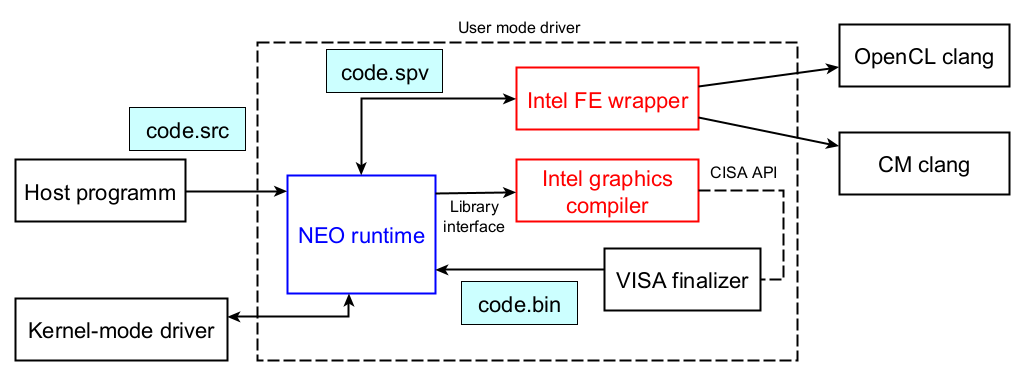 User mode driver
code.spv
OpenCL clang
Intel FE wrapper
code.src
CM clang
Host programm
Intel graphics
compiler
CISA API
Library
interface
NEO runtime
VISA finalizer
code.bin
Kernel-mode driver